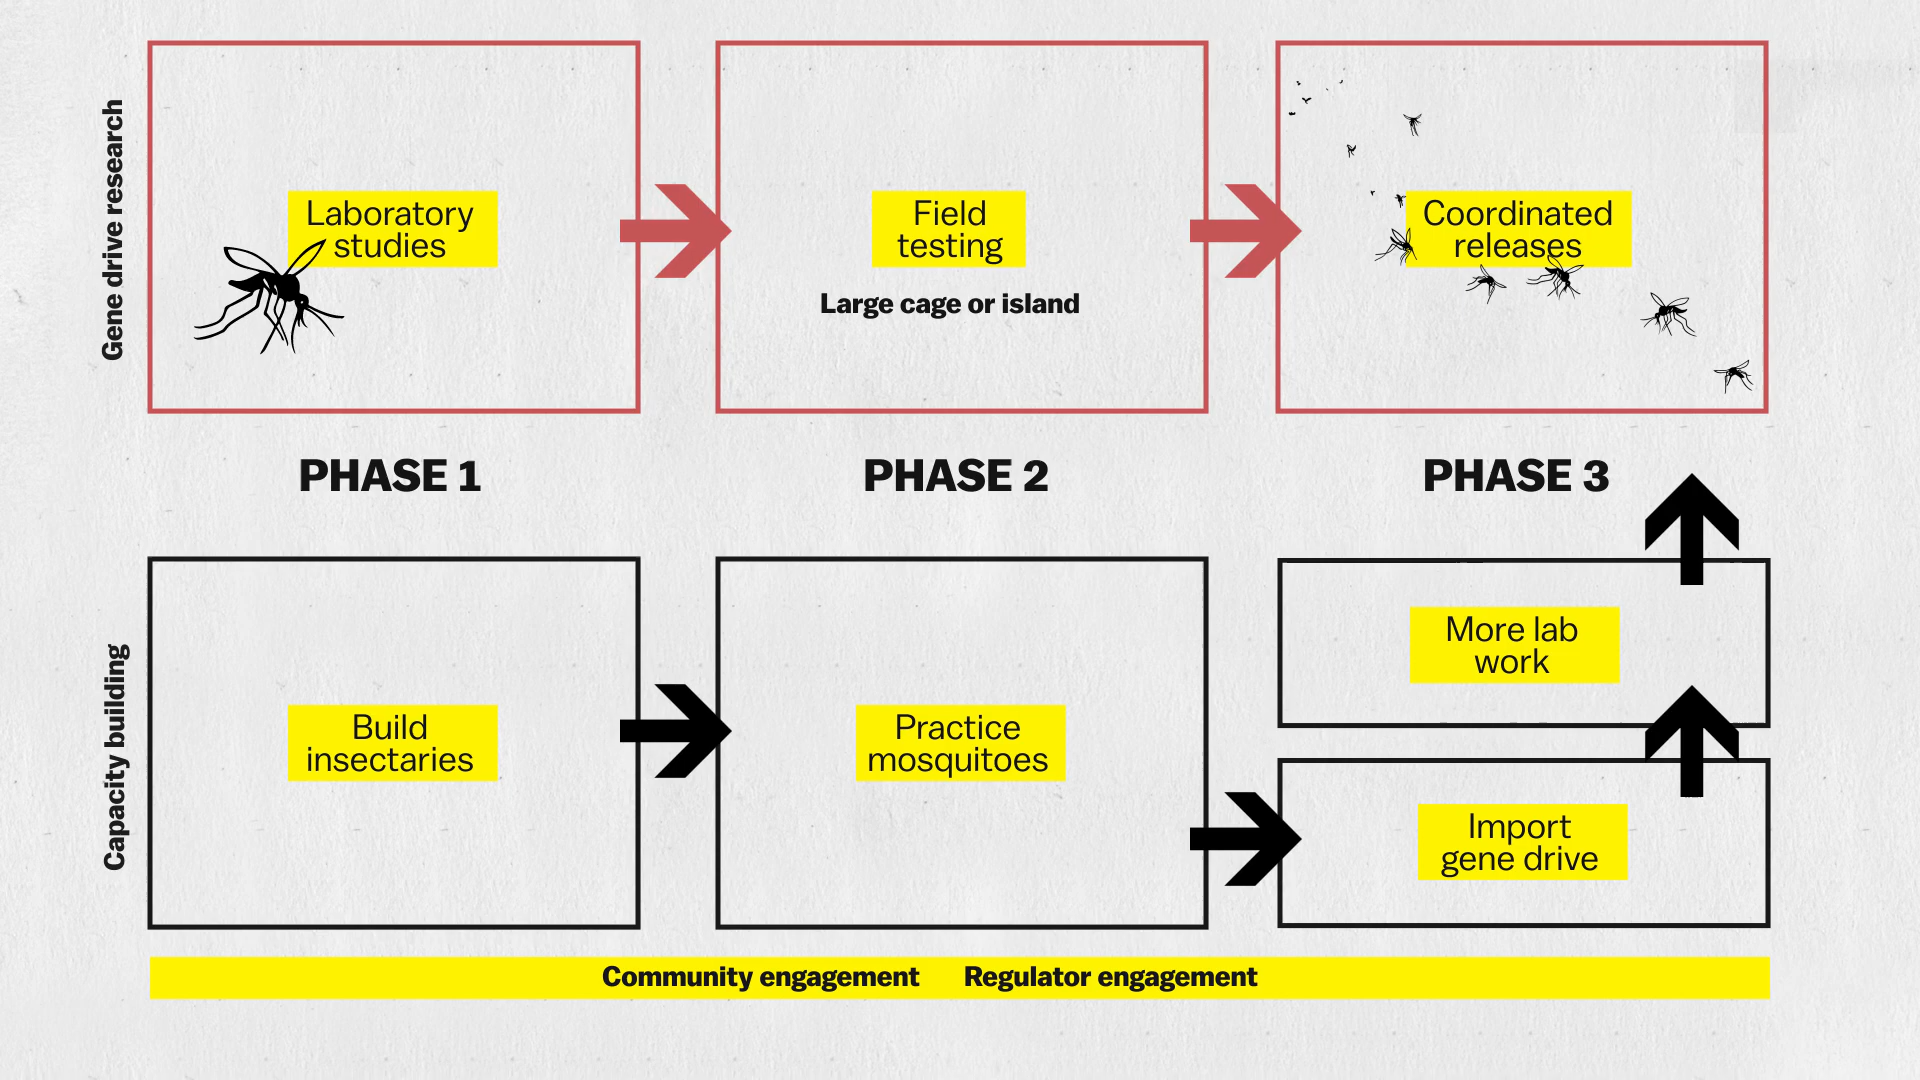 Gene drive research
Laboratory
studies
Field
testing
Large cage or island
Coordinated
releases
PHASE 1
PHASE 2
PHASE 3
Capacity building
Build
insectaries
Practice
mosquitoes
More lab
work
Import
gene drive
Community engagement
Regulator engagement